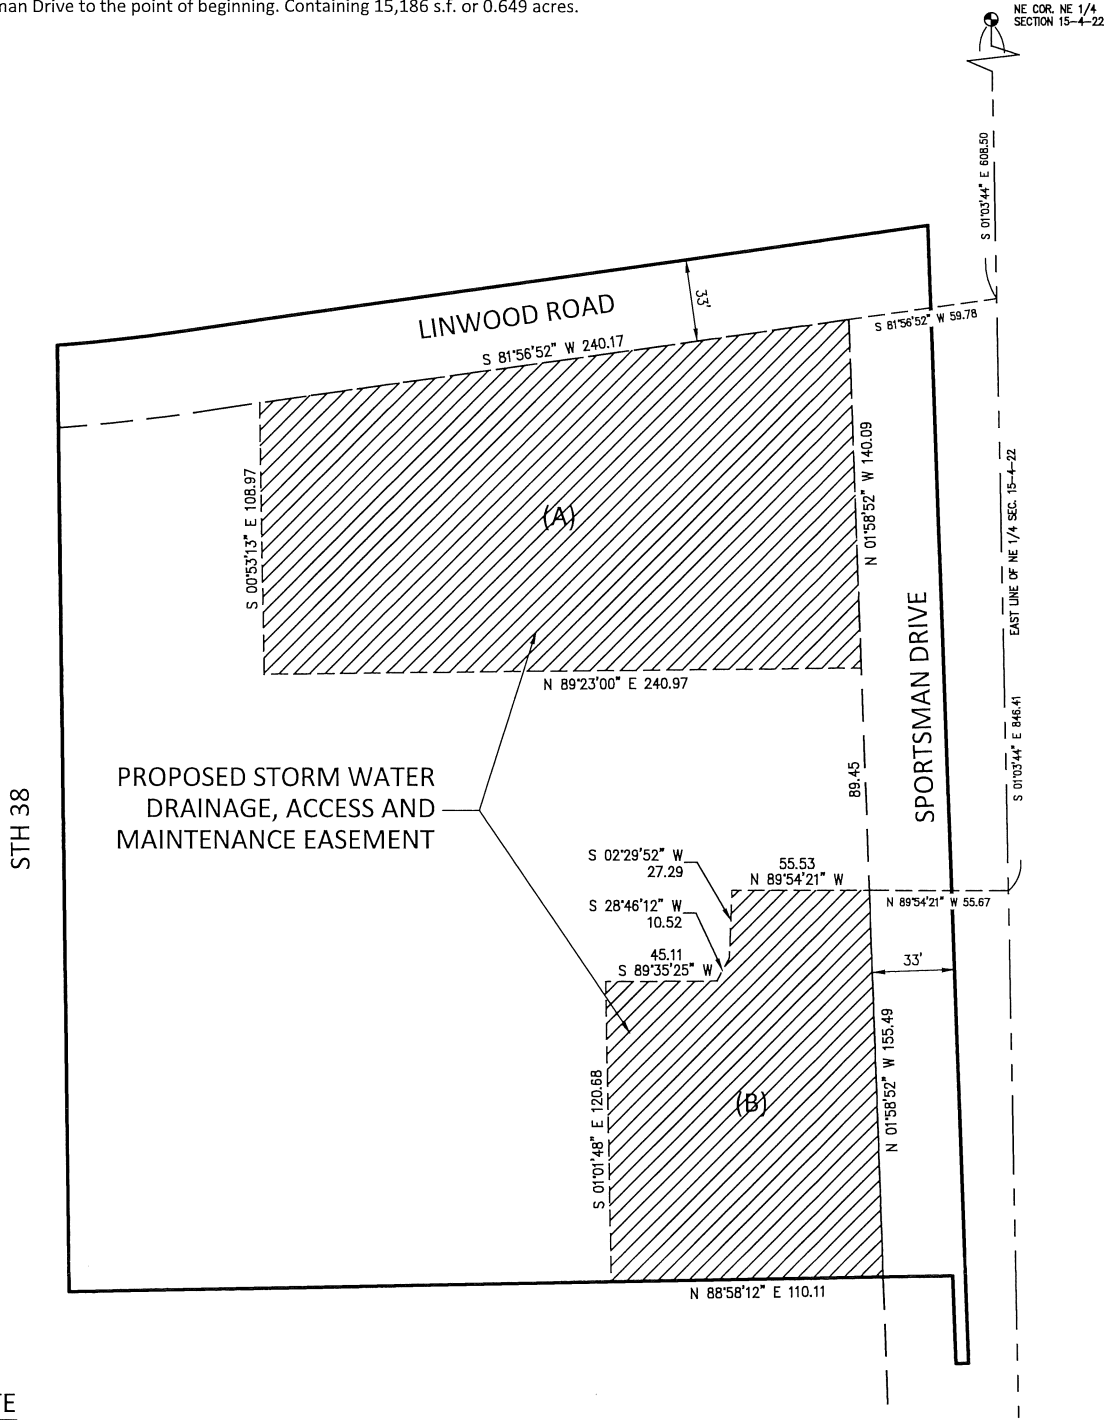 man Drive to the point of beginning. Containing 15,186 s.f. or 0.649 acres.
NE COR. NE 1/4
SECTION 15-4-22
S 01°03'44" E 608.50
LINWOOD ROAD
33'
S 81°56'52" W 240.17
S 81°56'52" W 59.78
S 00°53'13" E 108.97
(A)
N 01°58'52" W 140.09
EAST LINE OF NE 1/4 SEC. 15-4-22
N 89°23'00" E 240.97
SPORTSMAN DRIVE
STH 38
PROPOSED STORM WATER
DRAINAGE, ACCESS AND
MAINTENANCE EASEMENT
89.45
S 01°03'44" E 846.41
S 02°29'52" W
27.29
55.53
N 89°54'21" W
N 89°54'21" W 55.67
S 28°46'12" W
10.52
45.11
S 89°35'25" W
33'
S 01°01'48" E 120.68
(B)
N 01°58'52" W 155.49
N 88°58'12" E 110.11